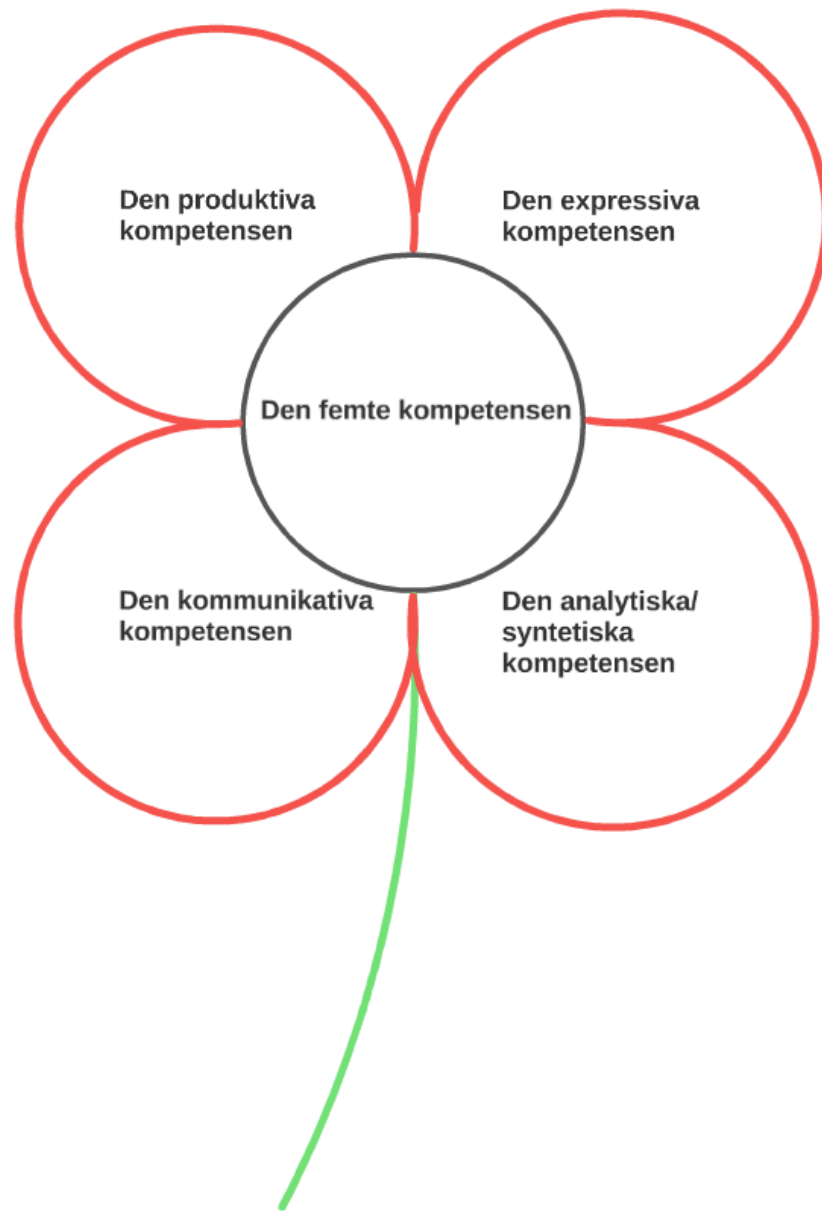 Den produktiva
kompetensen
Den expressiva
kompetensen
Den femte kompetensen
Den kommunikativa
kompetensen
Den analytiska/
syntetiska
kompetensen